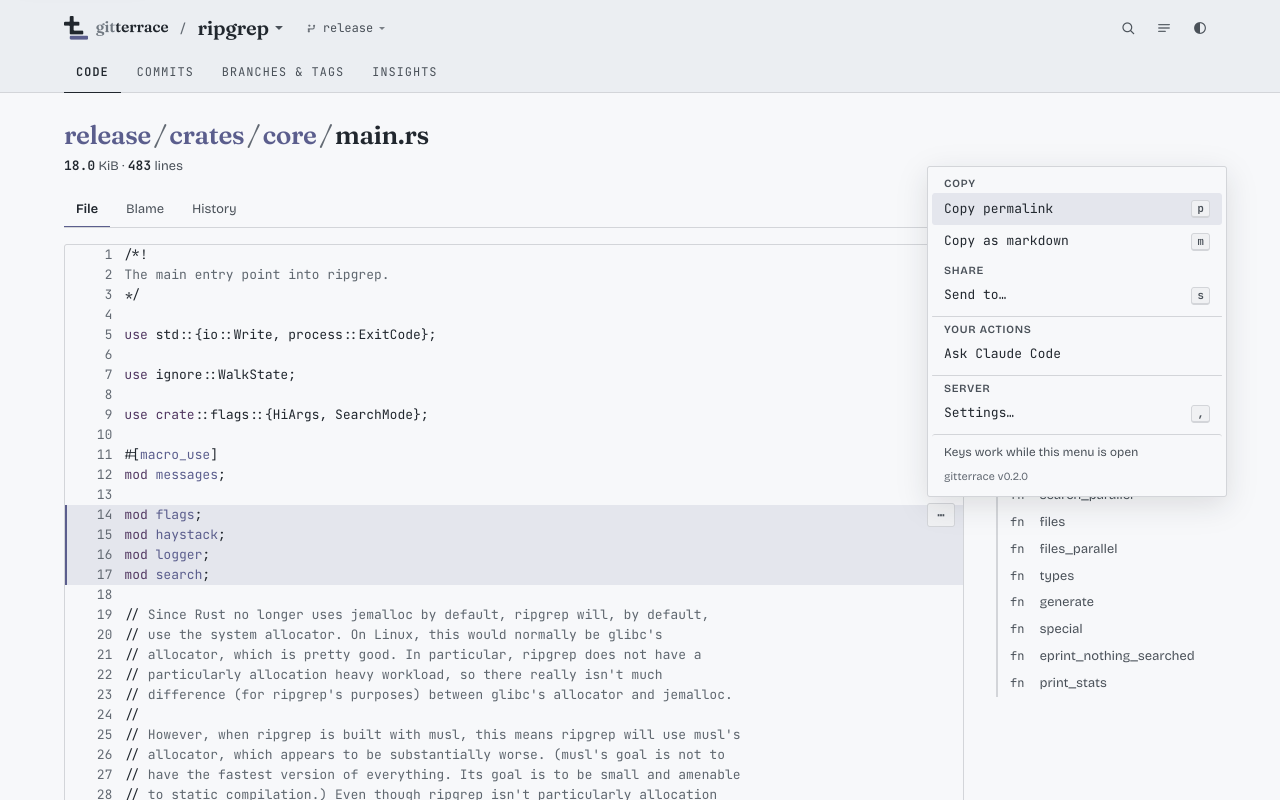 gitterrace / ripgrep release
CODE COMMITS BRANCHES & TAGS INSIGHTS
release/crates/core/main.rs
18.0 KiB · 483 lines
File Blame History
1 /*!
2 The main entry point into ripgrep.
3 */
4
5 use std::{io::Write, process::ExitCode};
6
7 use ignore::WalkState;
8
9 use crate::flags::{HiArgs, SearchMode};
10
11 #[macro_use]
12 mod messages;
13
14 mod flags;
15 mod haystack;
16 mod logger;
17 mod search;
18
19 // Since Rust no longer uses jemalloc by default, ripgrep will, by default,
20 // use the system allocator. On Linux, this would normally be glibc's
21 // allocator, which is pretty good. In particular, ripgrep does not have a
22 // particularly allocation heavy workload, so there really isn't much
23 // difference (for ripgrep's purposes) between glibc's allocator and jemalloc.
24 //
25 // However, when ripgrep is built with musl, this means ripgrep will use musl's
26 // allocator, which appears to be substantially worse. (musl's goal is not to
27 // have the fastest version of everything. Its goal is to be small and amenable
28 // to static compilation.) Even though ripgrep isn't particularly allocation
COPY
Copy permalink p
Copy as markdown m
SHARE
Send to… s
YOUR ACTIONS
Ask Claude Code
SERVER
Settings… ,
Keys work while this menu is open
gitterrace v0.2.0
fn search_parallel
fn files
fn files_parallel
fn types
fn generate
fn special
fn eprint_nothing_searched
fn print_stats